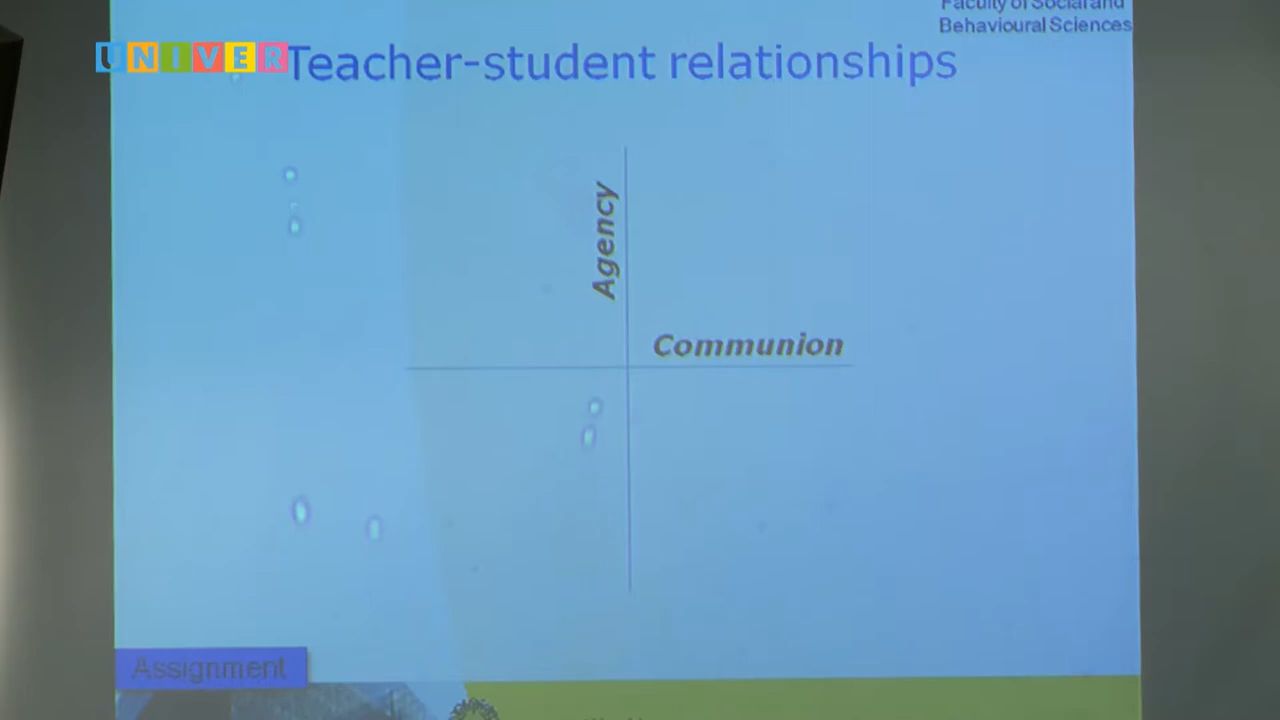 Faculty of Social and
Behavioural Sciences
UNIVER
Teacher-student relationships
Agency
Communion
Assignment